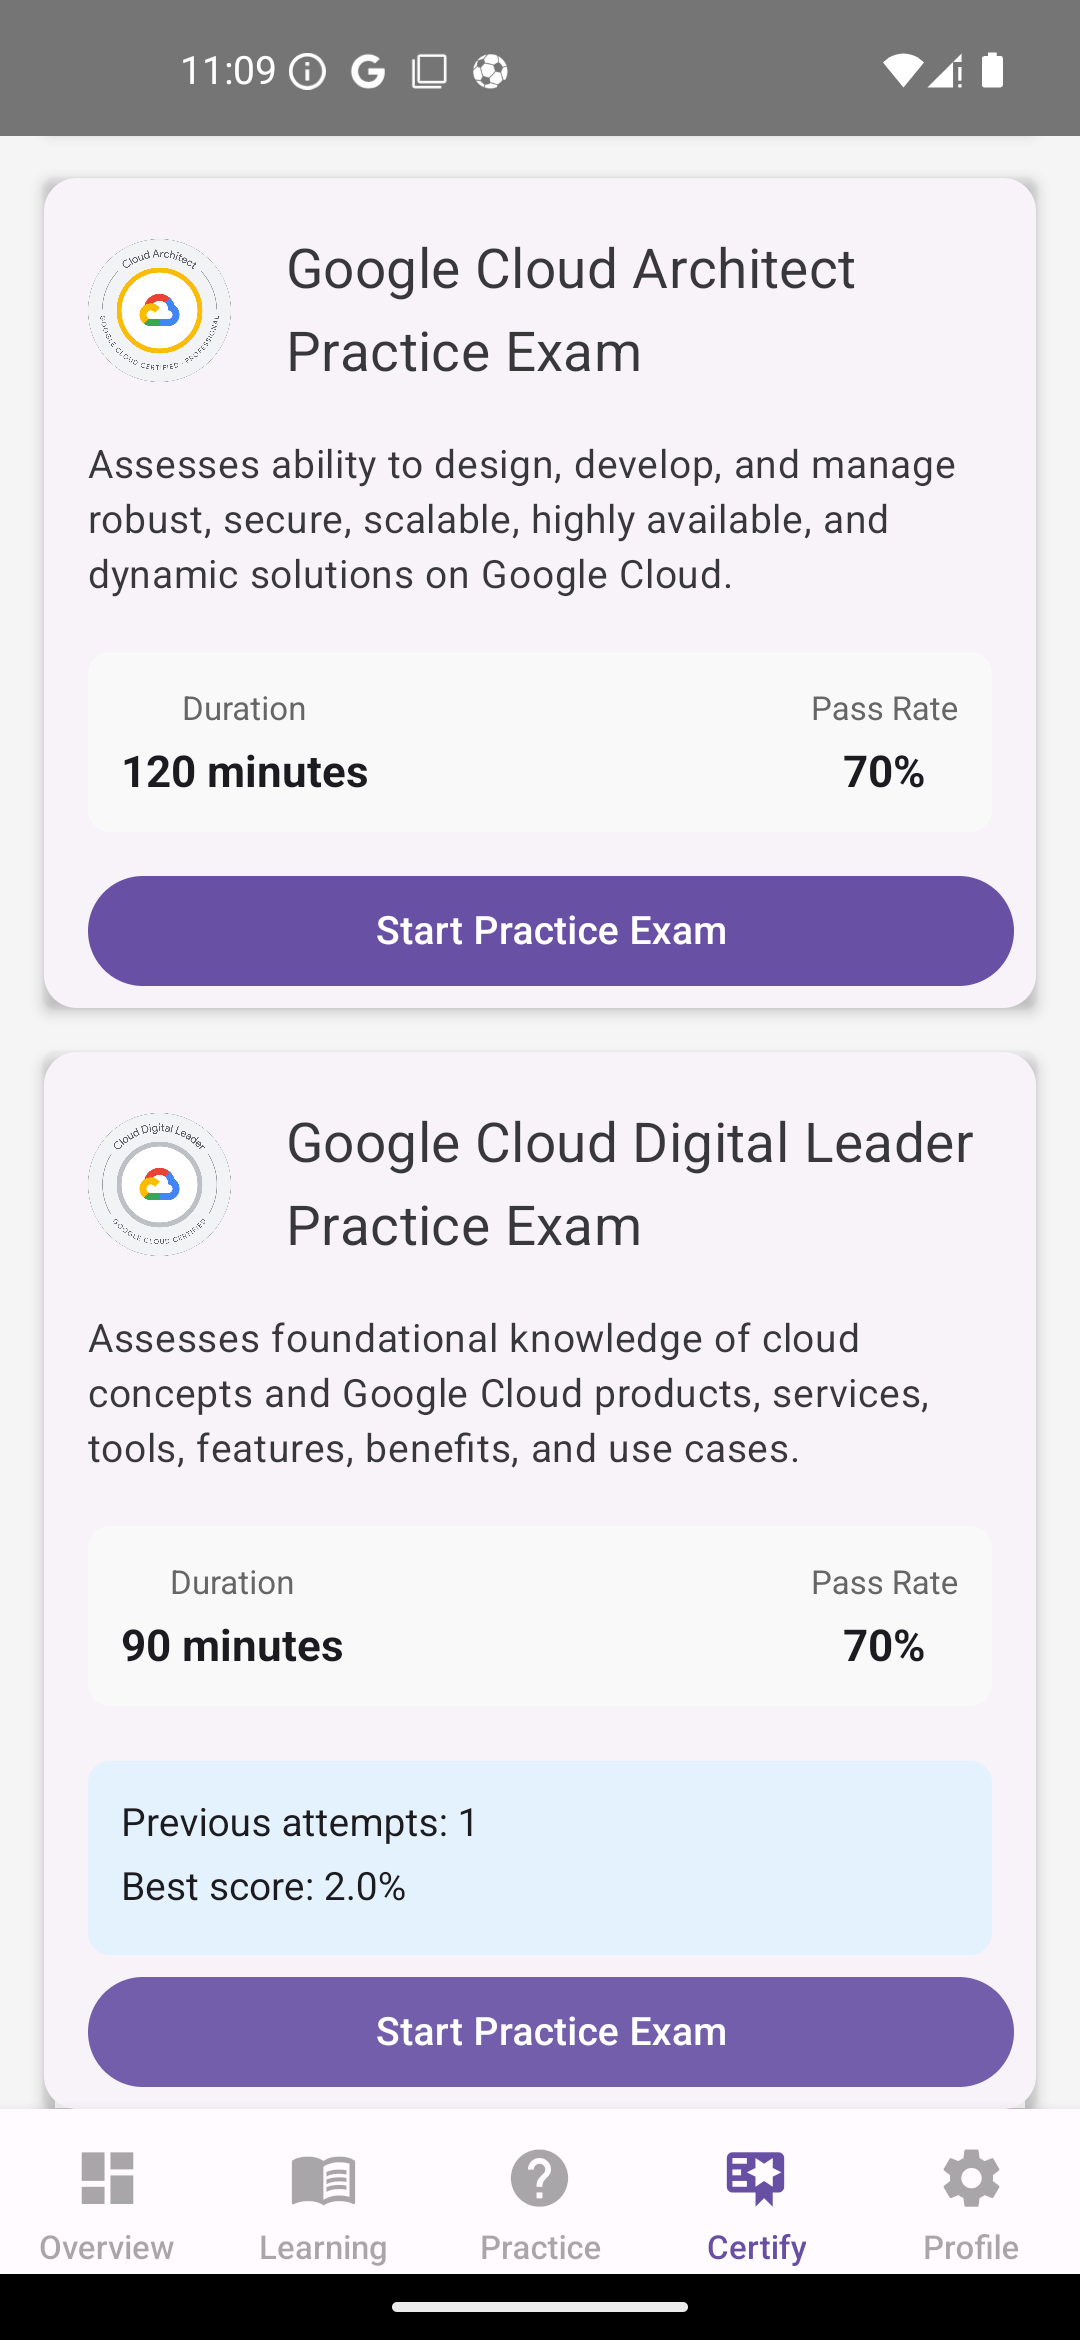 11:09
Cloud Architect
GOOGLE CLOUD CERTIFIED · PROFESSIONAL
Google Cloud Architect
Practice Exam
Assesses ability to design, develop, and manage
robust, secure, scalable, highly available, and
dynamic solutions on Google Cloud.
Duration
Pass Rate
120 minutes
70%
Start Practice Exam
Cloud Digital Leader
GOOGLE CLOUD CERTIFIED
Google Cloud Digital Leader
Practice Exam
Assesses foundational knowledge of cloud
concepts and Google Cloud products, services,
tools, features, benefits, and use cases.
Duration
Pass Rate
90 minutes
70%
Previous attempts: 1
Best score: 2.0%
Start Practice Exam
Overview
Learning
Practice
Certify
Profile